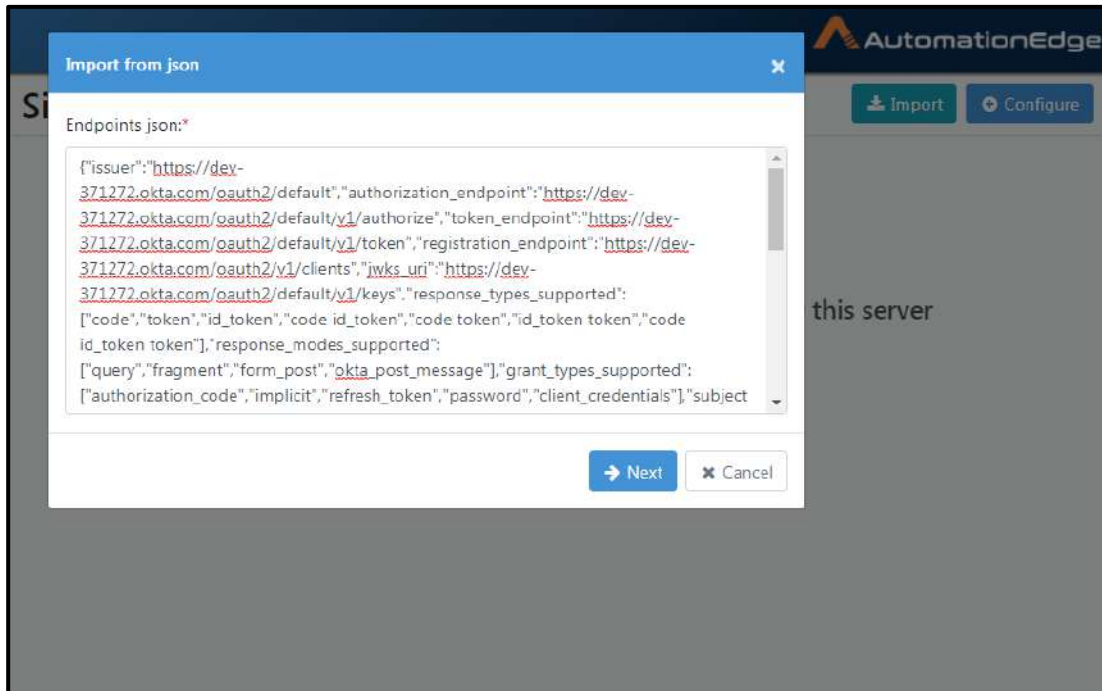 AutomationEdge
Import from json
Si
Import
Configure
Endpoints json:*
{"issuer":"https://dev-
371272.okta.com/oauth2/default","authorization_endpoint":"https://dev-
371272.okta.com/oauth2/default/v1/authorize","token_endpoint":"https://dev-
371272.okta.com/oauth2/default/v1/token","registration_endpoint":"https://dev-
371272.okta.com/oauth2/v1/clients","jwks_uri":"https://dev-
371272.okta.com/oauth2/default/v1/keys","response_types_supported":
["code","token","id_token","code id_token","code token","id_token token","code
id_token token"],"response_modes_supported":
["query","fragment","form_post","okta_post_message"],"grant_types_supported":
["authorization_code","implicit","refresh_token","password","client_credentials"],"subject
this server
Next
Cancel